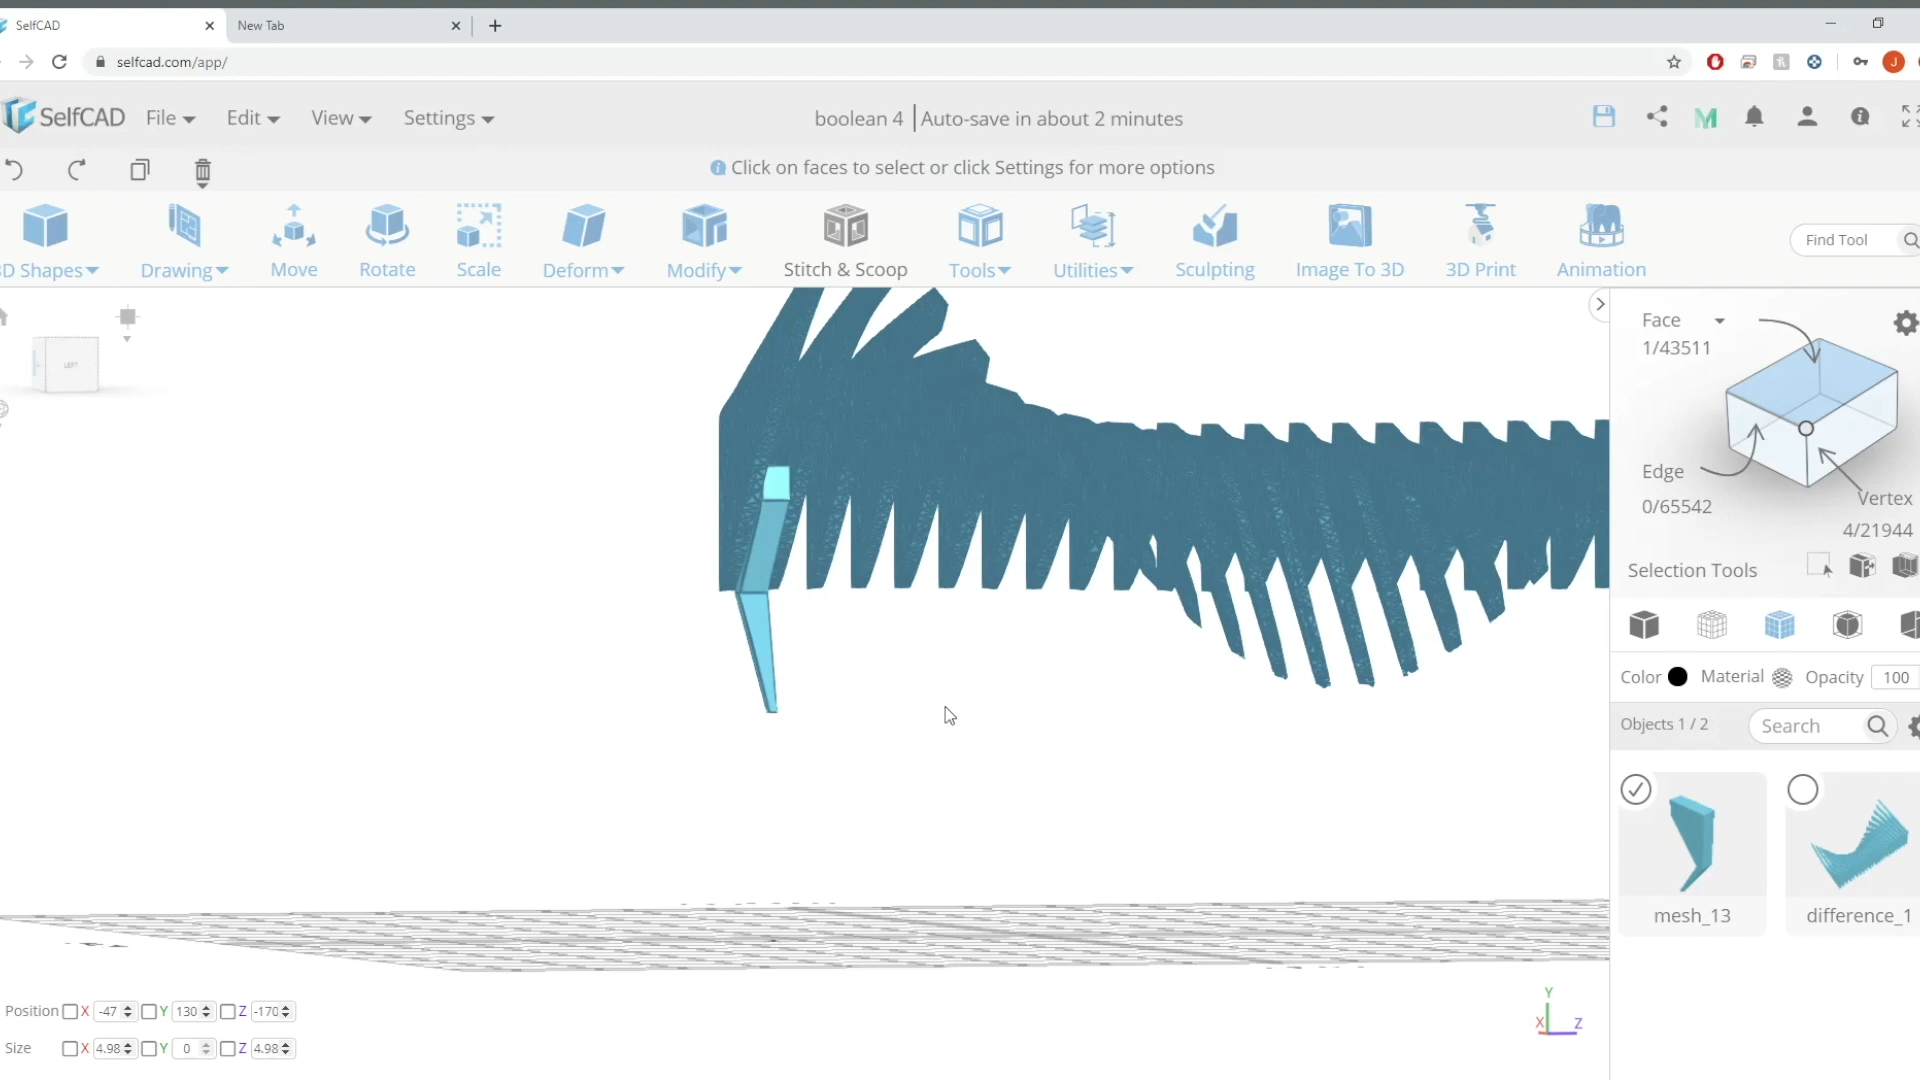 SelfCAD
New Tab
selfcad.com/app/
SelfCAD File Edit View Settings
boolean 4 Auto-save in about 2 minutes
Click on faces to select or click Settings for more options
D Shapes Drawing Move Rotate Scale Deform Modify Stitch & Scoop Tools Utilities Sculpting Image To 3D 3D Print Animation
Find Tool
LEFT
Face
1/43511
Edge
0/65542
Vertex
4/21944
Selection Tools
Color Material Opacity 100
Objects 1 / 2 Search
mesh_13 difference_1
Position X -47 Y 130 Z -170
Size X 4.98 Y 0 Z 4.98
Y
X Z
J